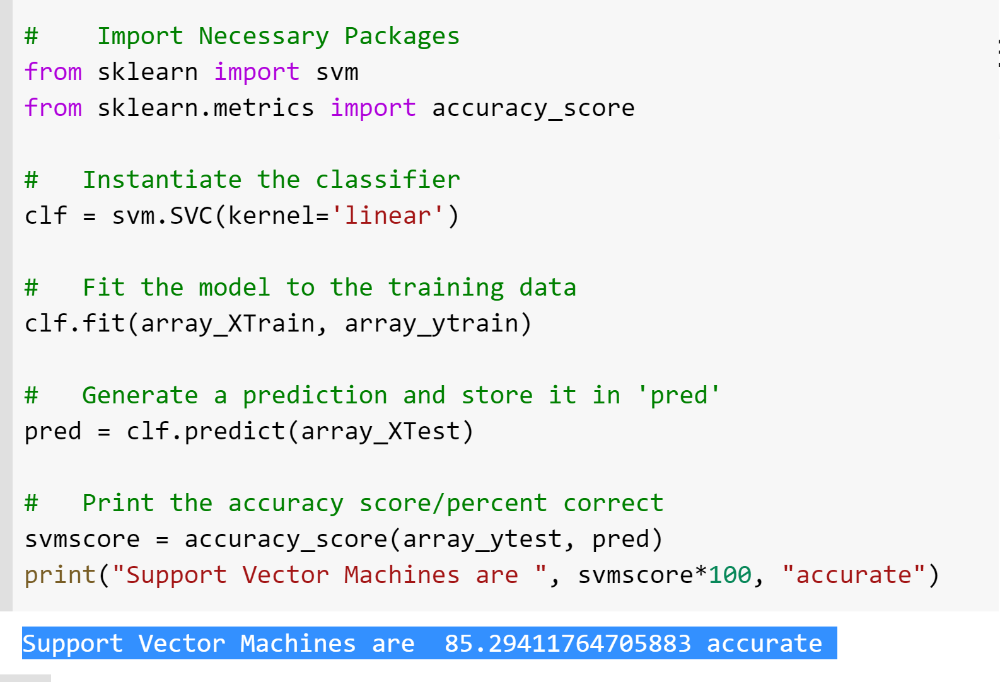 #    Import Necessary Packages
from sklearn import svm
from sklearn.metrics import accuracy_score
#   Instantiate the classifier
clf = svm.SVC(kernel='linear')
#   Fit the model to the training data
clf.fit(array_XTrain, array_ytrain)
#   Generate a prediction and store it in 'pred'
pred = clf.predict(array_XTest)
#   Print the accuracy score/percent correct
svmscore = accuracy_score(array_ytest, pred)
print("Support Vector Machines are ", svmscore*100, "accurate")
Support Vector Machines are  85.29411764705883 accurate